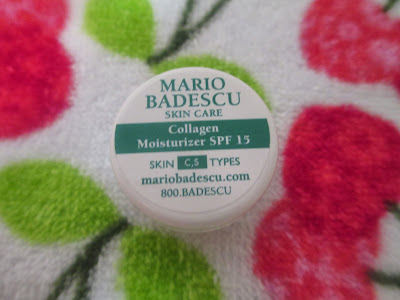 MARIO
BADESCU
SKIN CARE
Collagen
Moisturizer SPF 15
SKIN C,S TYPES
mariobadescu.com
800.BADESCU